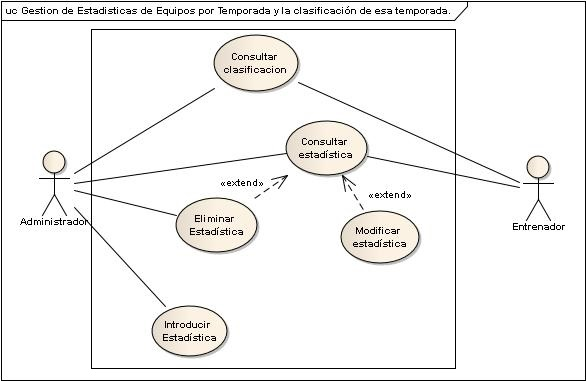 uc Gestion de Estadisticas de Equipos por Temporada y la clasificación de esa temporada.
Consultar
clasificacion
Consultar
estadística
«extend»
«extend»
Administrador
Entrenador
Eliminar
Estadística
Modificar
estadística
Introducir
Estadística